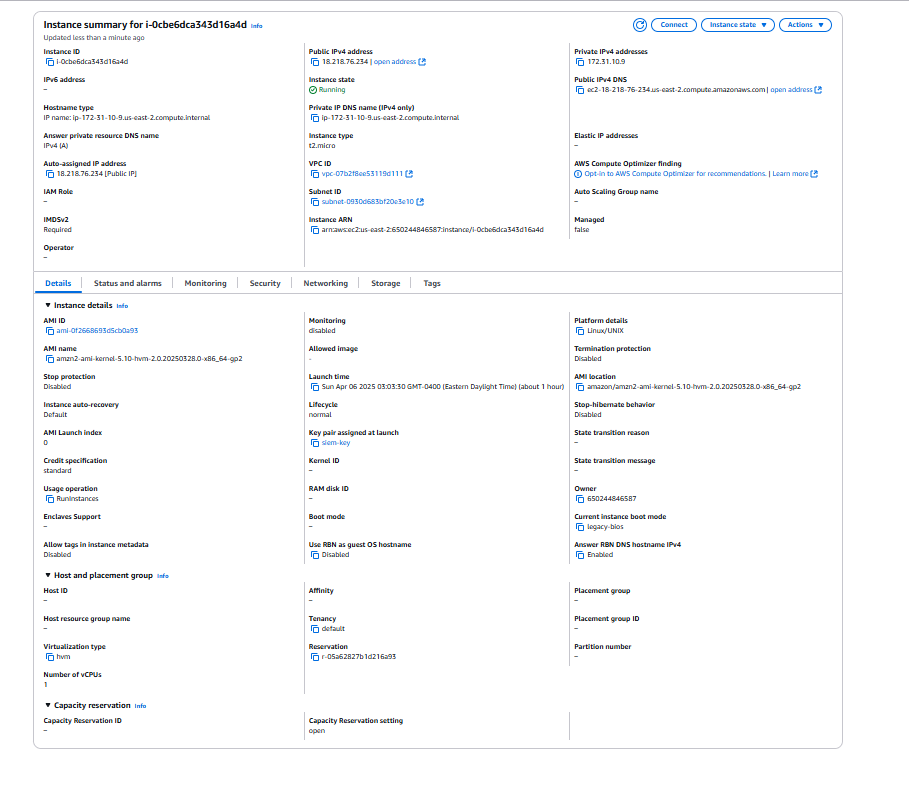 Instance summary for i-0cbe6dca343d16a4d Info
Connect
Instance state
Actions
Updated less than a minute ago
Instance ID
i-0cbe6dca343d16a4d
Public IPv4 address
18.218.76.234 | open address
Private IPv4 addresses
172.31.10.9
IPv6 address
–
Instance state
Running
Public IPv4 DNS
ec2-18-218-76-234.us-east-2.compute.amazonaws.com | open address
Hostname type
IP name: ip-172-31-10-9.us-east-2.compute.internal
Private IP DNS name (IPv4 only)
ip-172-31-10-9.us-east-2.compute.internal
Answer private resource DNS name
IPv4 (A)
Instance type
t2.micro
Elastic IP addresses
–
Auto-assigned IP address
18.218.76.234 [Public IP]
VPC ID
vpc-07b2f8ee53119d111
AWS Compute Optimizer finding
Opt-in to AWS Compute Optimizer for recommendations. | Learn more
IAM Role
–
Subnet ID
subnet-0930d683bf20e3e10
Auto Scaling Group name
–
IMDSv2
Required
Instance ARN
arn:aws:ec2:us-east-2:650244846587:instance/i-0cbe6dca343d16a4d
Managed
false
Operator
–
Details
Status and alarms
Monitoring
Security
Networking
Storage
Tags
Instance details Info
AMI ID
ami-0f2668693d5cb0a93
Monitoring
disabled
Platform details
Linux/UNIX
AMI name
amzn2-ami-kernel-5.10-hvm-2.0.20250328.0-x86_64-gp2
Allowed image
-
Termination protection
Disabled
Stop protection
Disabled
Launch time
Sun Apr 06 2025 03:03:30 GMT-0400 (Eastern Daylight Time) (about 1 hour)
AMI location
amazon/amzn2-ami-kernel-5.10-hvm-2.0.20250328.0-x86_64-gp2
Instance auto-recovery
Default
Lifecycle
normal
Stop-hibernate behavior
Disabled
AMI Launch index
0
Key pair assigned at launch
siem-key
State transition reason
–
Credit specification
standard
Kernel ID
–
State transition message
–
Usage operation
RunInstances
RAM disk ID
–
Owner
650244846587
Enclaves Support
–
Boot mode
–
Current instance boot mode
legacy-bios
Allow tags in instance metadata
Disabled
Use RBN as guest OS hostname
Disabled
Answer RBN DNS hostname IPv4
Enabled
Host and placement group Info
Host ID
–
Affinity
–
Placement group
–
Host resource group name
–
Tenancy
default
Placement group ID
–
Virtualization type
hvm
Reservation
r-05a62827b1d216a93
Partition number
–
Number of vCPUs
1
Capacity reservation Info
Capacity Reservation ID
–
Capacity Reservation setting
open